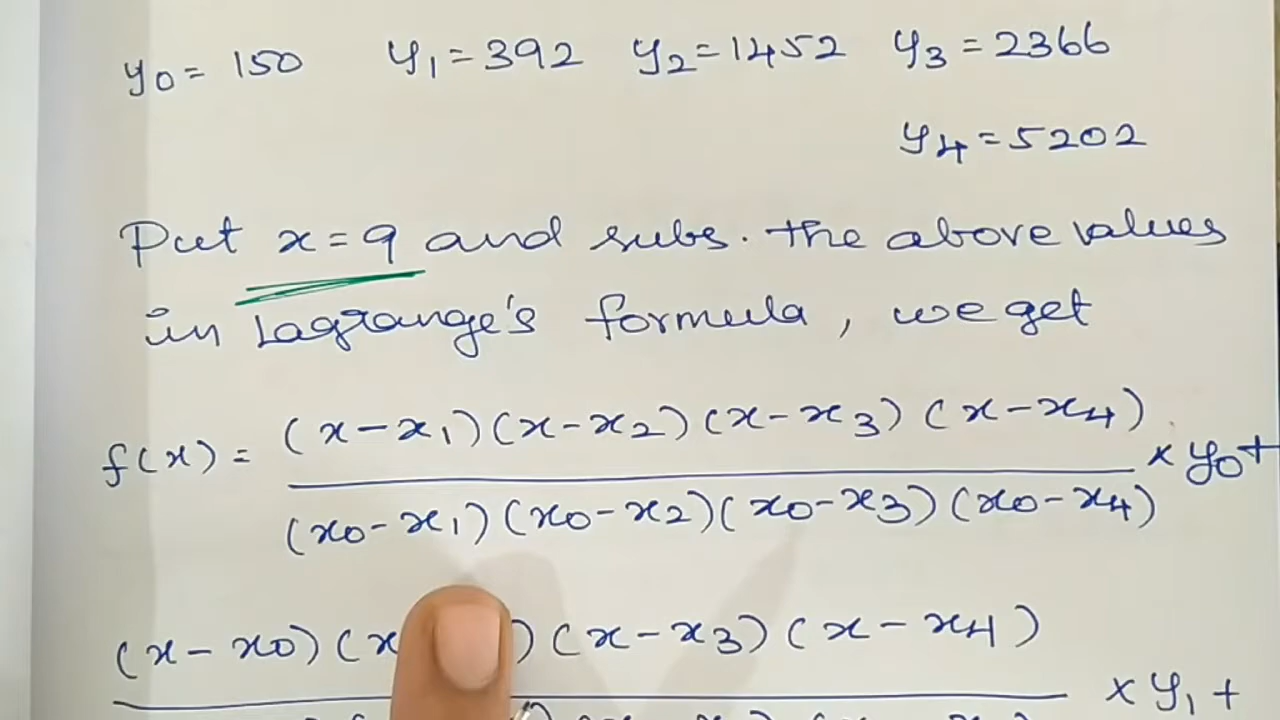 y0 = 150 y1 = 392 y2 = 1452 y3 = 2366
y4 = 5202
Put x = 9 and subs. the above values
in Lagrange's formula, we get
f(x) = (x - x1)(x - x2)(x - x3)(x - x4)
× y0 +
(x0 - x1)(x0 - x2)(x0 - x3)(x0 - x4)
(x - x0)(x )(x - x3)(x - x4)
× y1 +